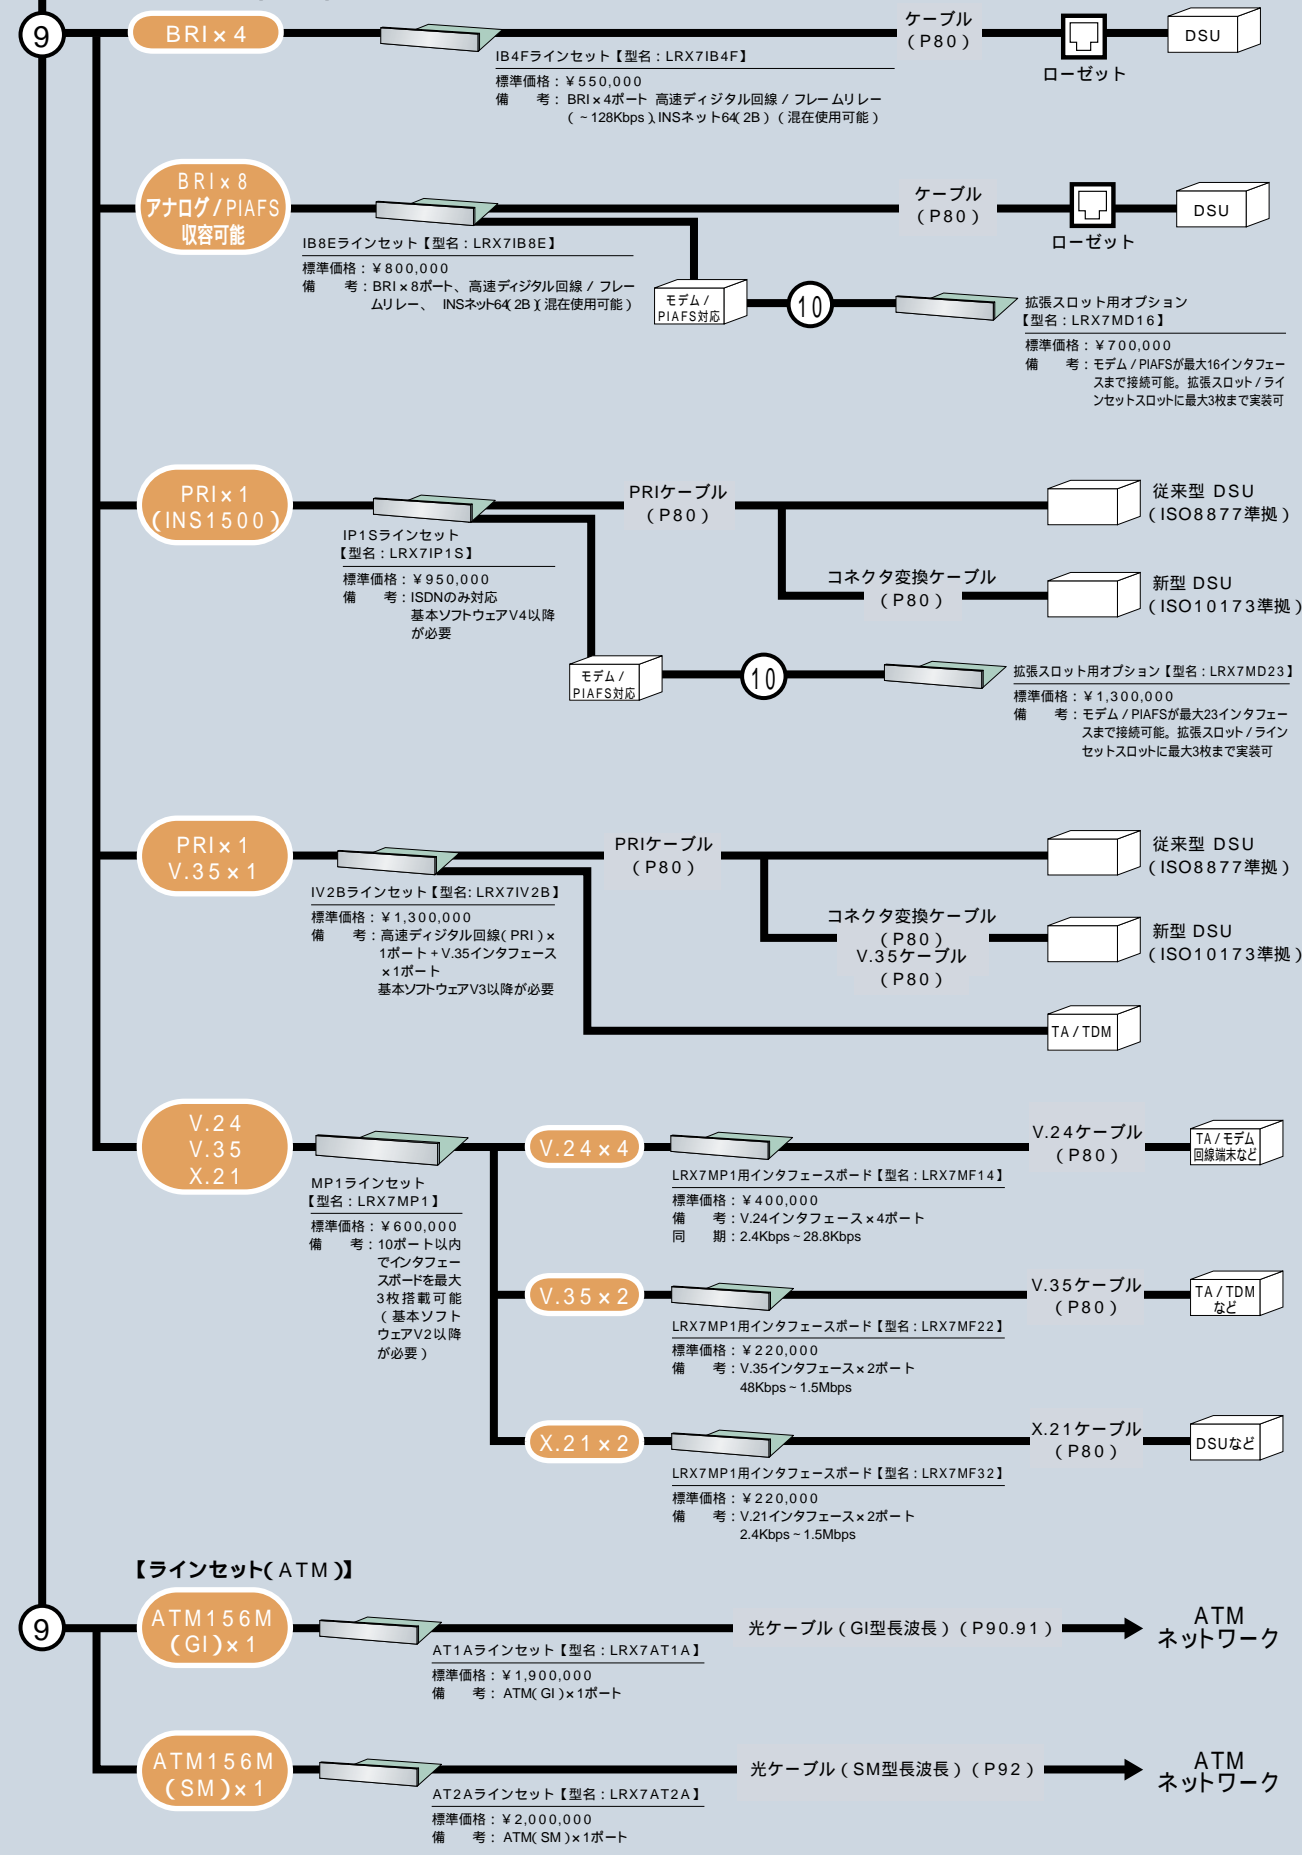 9
BRI×4
IB4Fラインセット【型名：LRX7IB4F】
標準価格：¥550,000
備　考：BRI×4ポート 高速ディジタル回線／フレームリレー
（~128Kbps）、INSネット64（2B）（混在使用可能）
ケーブル
（P80）
ローゼット
DSU
BRI×8
アナログ／PIAFS
収容可能
IB8Eラインセット【型名：LRX7IB8E】
標準価格：¥800,000
備　考：BRI×8ポート、高速ディジタル回線／フレー
ムリレー、 INSネット64（2B）（混在使用可能）
ケーブル
（P80）
ローゼット
DSU
モデム／
PIAFS対応
10
拡張スロット用オプション
【型名：LRX7MD16】
標準価格：¥700,000
備　考：モデム／PIAFSが最大16インタフェー
スまで接続可能。拡張スロット／ライ
ンセットスロットに最大3枚まで実装可
PRI×1
（INS1500）
IP1Sラインセット
【型名：LRX7IP1S】
標準価格：¥950,000
備　考：ISDNのみ対応
基本ソフトウェアV4以降
が必要
PRIケーブル
（P80）
従来型 DSU
（ISO8877準拠）
コネクタ変換ケーブル
（P80）
新型 DSU
（ISO10173準拠）
モデム／
PIAFS対応
10
拡張スロット用オプション【型名：LRX7MD23】
標準価格：¥1,300,000
備　考：モデム／PIAFSが最大23インタフェー
スまで接続可能。拡張スロット／ライン
セットスロットに最大3枚まで実装可
PRI×1
V.35×1
IV2Bラインセット【型名：LRX7IV2B】
標準価格：¥1,300,000
備　考：高速ディジタル回線（PRI）×
1ポート＋V.35インタフェース
×1ポート
基本ソフトウェアV3以降が必要
PRIケーブル
（P80）
従来型 DSU
（ISO8877準拠）
コネクタ変換ケーブル
（P80）
V.35ケーブル
（P80）
新型 DSU
（ISO10173準拠）
TA／TDM
V.24
V.35
X.21
MP1ラインセット
【型名：LRX7MP1】
標準価格：¥600,000
備　考：10ポート以内
でインタフェー
スボードを最大
3枚搭載可能
（基本ソフト
ウェアV2以降
が必要）
V.24×4
LRX7MP1用インタフェースボード【型名：LRX7MF14】
標準価格：¥400,000
備　考：V.24インタフェース×4ポート
同　期：2.4Kbps~28.8Kbps
V.24ケーブル
（P80）
TA／モデム
回線端末など
V.35×2
LRX7MP1用インタフェースボード【型名：LRX7MF22】
標準価格：¥220,000
備　考：V.35インタフェース×2ポート
48Kbps~1.5Mbps
V.35ケーブル
（P80）
TA／TDM
など
X.21×2
LRX7MP1用インタフェースボード【型名：LRX7MF32】
標準価格：¥220,000
備　考：V.21インタフェース×2ポート
2.4Kbps~1.5Mbps
X.21ケーブル
（P80）
DSUなど
【ラインセット（ATM）】
9
ATM156M
（GI）×1
AT1Aラインセット【型名：LRX7AT1A】
標準価格：¥1,900,000
備　考：ATM（GI）×1ポート
光ケーブル（GI型長波長）（P90.91）
ATM
ネットワーク
ATM156M
（SM）×1
AT2Aラインセット【型名：LRX7AT2A】
標準価格：¥2,000,000
備　考：ATM（SM）×1ポート
光ケーブル（SM型長波長）（P92）
ATM
ネットワーク